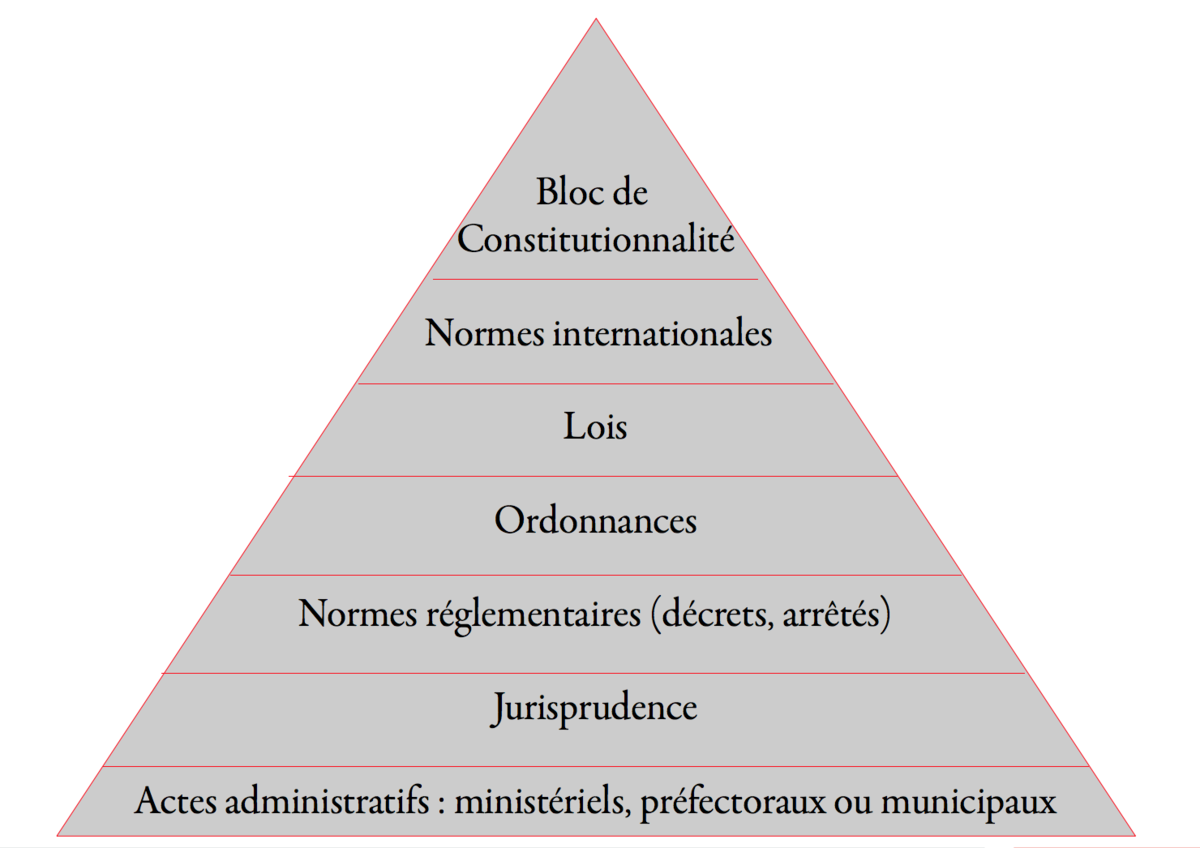 Bloc de
Constitutionnalité
Normes internationales
Lois
Ordonnances
Normes réglementaires (décrets, arrêtés)
Jurisprudence
Actes administratifs : ministériels, préfectoraux ou municipaux